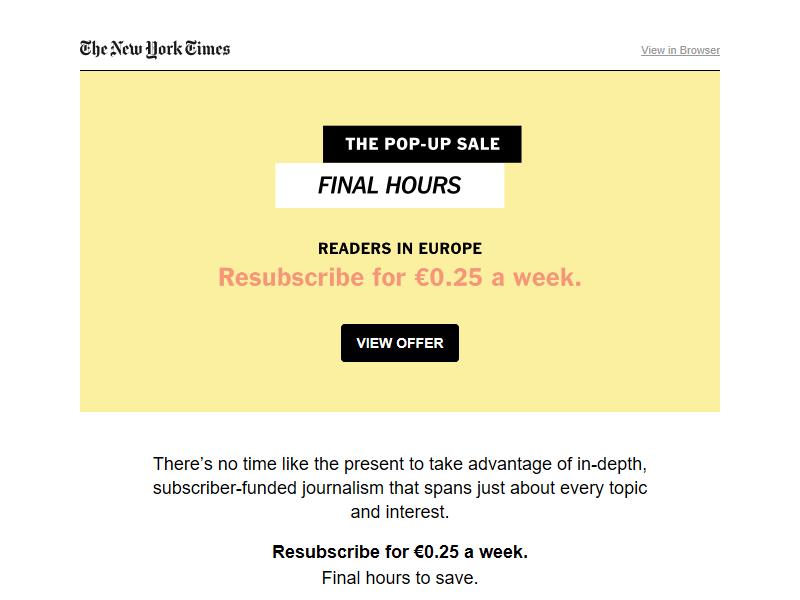 The New York Times
View in Browser
THE POP-UP SALE
FINAL HOURS
READERS IN EUROPE
Resubscribe for €0.25 a week.
VIEW OFFER
There’s no time like the present to take advantage of in-depth,
subscriber-funded journalism that spans just about every topic
and interest.
Resubscribe for €0.25 a week.
Final hours to save.